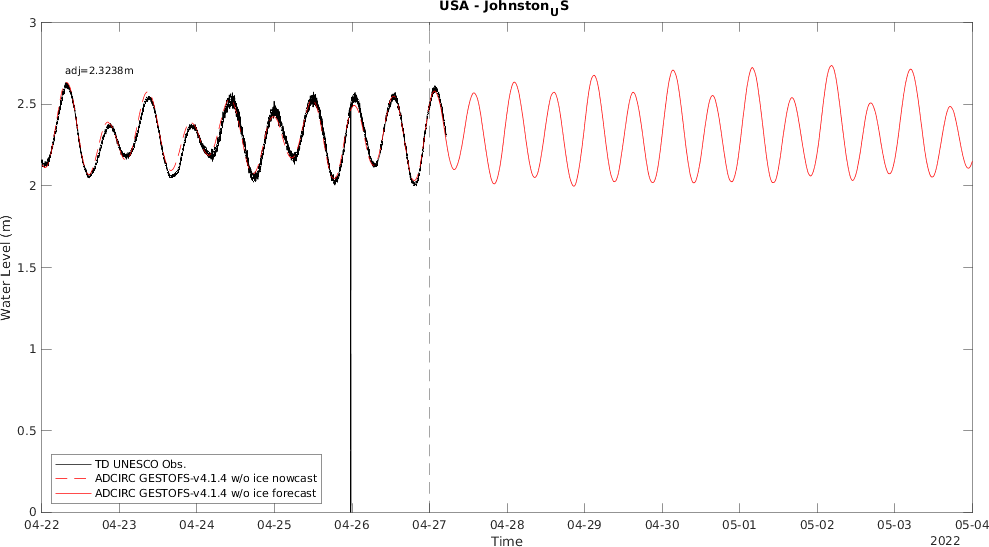 USA - Johnston_US
adj=2.3238m
3
2.5
2
1.5
1
0.5
0
Water Level (m)
TD UNESCO Obs.
ADCIRC GESTOFS-v4.1.4 w/o ice nowcast
ADCIRC GESTOFS-v4.1.4 w/o ice forecast
04-22 04-23 04-24 04-25 04-26 04-27 04-28 04-29 04-30 05-01 05-02 05-03 05-04
Time
2022